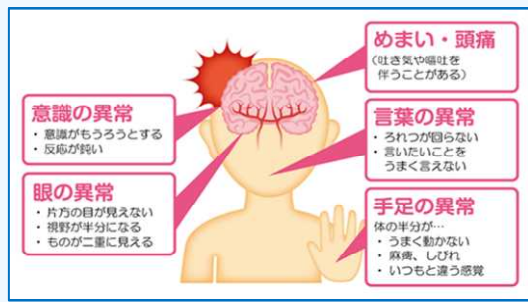 めまい・頭痛
（吐き気や嘔吐を
伴うことがある）
意識の異常
・ 意識がもうろうとする
・ 反応が鈍い
言葉の異常
・ ろれつが回らない
・ 言いたいことを
うまく言えない
眼の異常
・ 片方の目が見えない
・ 視野が半分になる
・ ものが二重に見える
手足の異常
体の半分が…
・ うまく動かない
・ 麻痺、しびれ
・ いつもと違う感覚